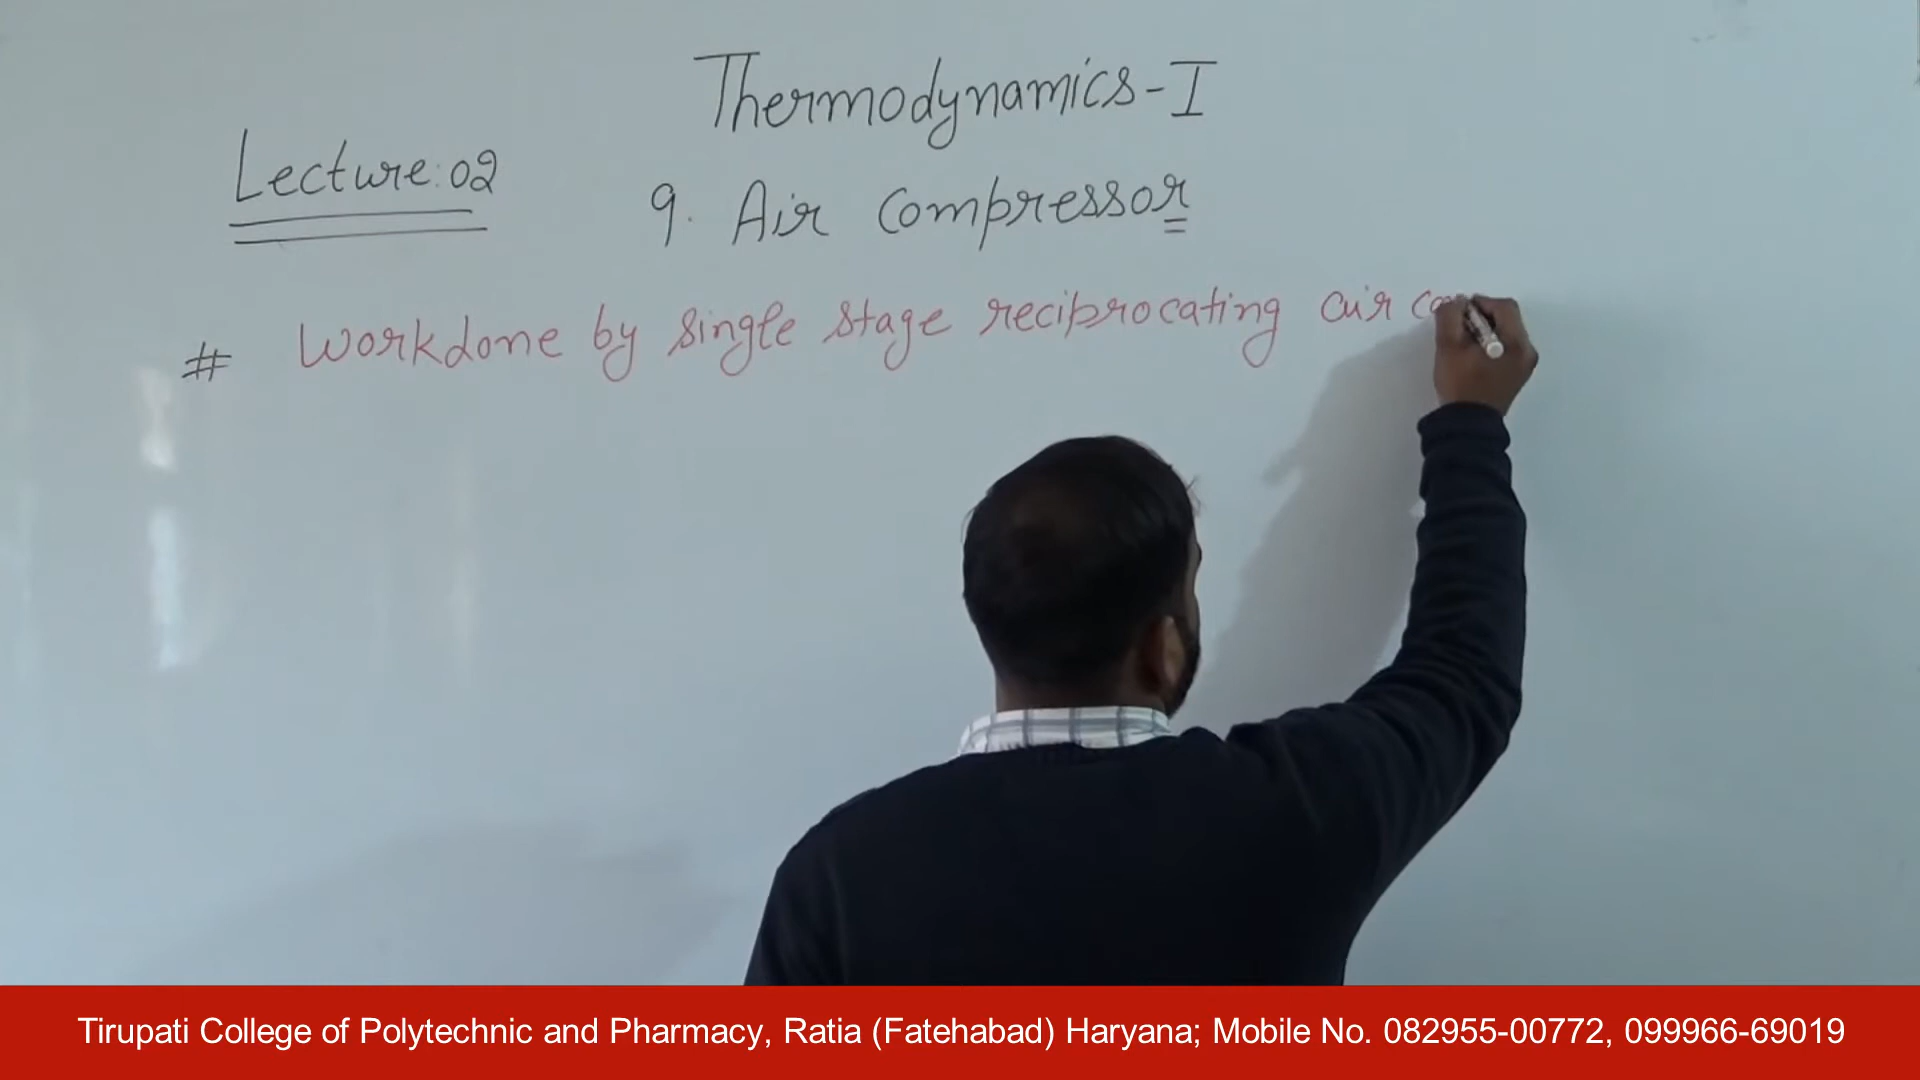 Thermodynamics-I
Lecture:02
9. Air Compressor
# Workdone by single stage reciprocating air
Tirupati College of Polytechnic and Pharmacy, Ratia (Fatehabad) Haryana; Mobile No. 082955-00772, 099966-69019